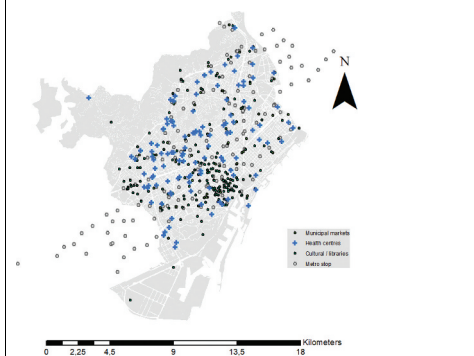 N
Municipal markets
Health centres
Cultural libraries
Metro stop
0 2,25 4,5 9 13,5 18 Kilometers